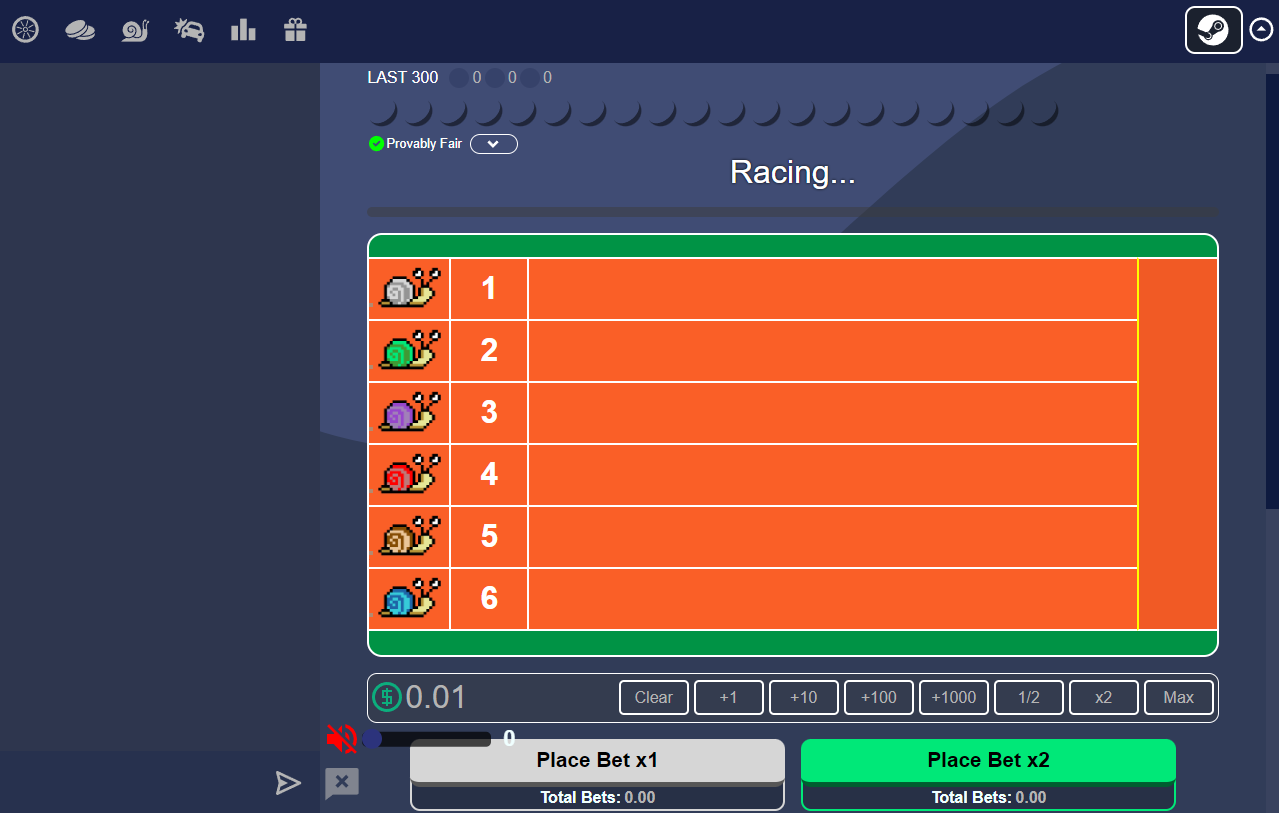 LAST 300 0 0 0
Provably Fair
Racing...
1
2
3
4
5
6
0.01 Clear +1 +10 +100 +1000 1/2 x2 Max
0
Place Bet x1 Place Bet x2
Total Bets: 0.00 Total Bets: 0.00